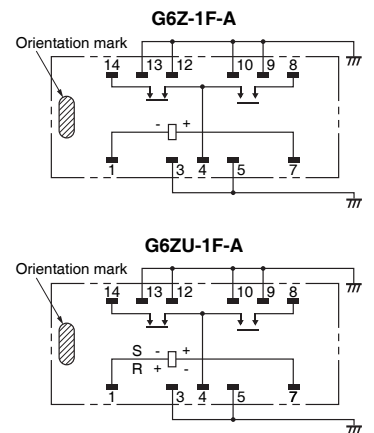 G6Z-1F-A
Orientation mark
14 13 12 10 9 8
- +
1 3 4 5 7
G6ZU-1F-A
Orientation mark
14 13 12 10 9 8
S - +
R + -
1 3 4 5 7